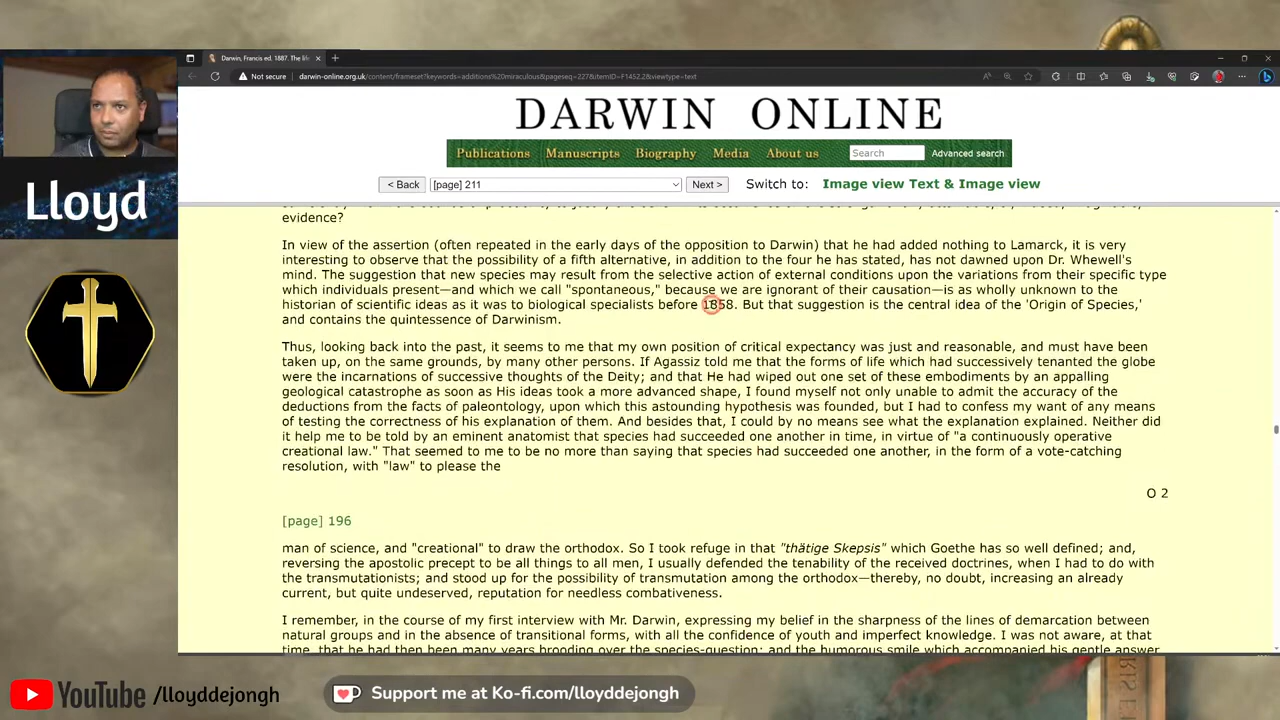 Darwin, Francis ed. 1887. The life
Not secure
darwin-online.org.uk/content/frameset?keywords=additions%20miraculous&pageseq=227&itemID=F1452.2&viewtype=text
DARWIN ONLINE
Publications Manuscripts Biography Media About us Search Advanced search
< Back [page] 211 Next > Switch to: Image view Text & Image view
evidence?
In view of the assertion (often repeated in the early days of the opposition to Darwin) that he had added nothing to Lamarck, it is very
interesting to observe that the possibility of a fifth alternative, in addition to the four he has stated, has not dawned upon Dr. Whewell's
mind. The suggestion that new species may result from the selective action of external conditions upon the variations from their specific type
which individuals present—and which we call "spontaneous," because we are ignorant of their causation—is as wholly unknown to the
historian of scientific ideas as it was to biological specialists before 1858. But that suggestion is the central idea of the 'Origin of Species,'
and contains the quintessence of Darwinism.
Thus, looking back into the past, it seems to me that my own position of critical expectancy was just and reasonable, and must have been
taken up, on the same grounds, by many other persons. If Agassiz told me that the forms of life which had successively tenanted the globe
were the incarnations of successive thoughts of the Deity; and that He had wiped out one set of these embodiments by an appalling
geological catastrophe as soon as His ideas took a more advanced shape, I found myself not only unable to admit the accuracy of the
deductions from the facts of paleontology, upon which this astounding hypothesis was founded, but I had to confess my want of any means
of testing the correctness of his explanation of them. And besides that, I could by no means see what the explanation explained. Neither did
it help me to be told by an eminent anatomist that species had succeeded one another in time, in virtue of "a continuously operative
creational law." That seemed to me to be no more than saying that species had succeeded one another, in the form of a vote-catching
resolution, with "law" to please the
O 2
[page] 196
man of science, and "creational" to draw the orthodox. So I took refuge in that "thätige Skepsis" which Goethe has so well defined; and,
reversing the apostolic precept to be all things to all men, I usually defended the tenability of the received doctrines, when I had to do with
the transmutationists; and stood up for the possibility of transmutation among the orthodox—thereby, no doubt, increasing an already
current, but quite undeserved, reputation for needless combativeness.
I remember, in the course of my first interview with Mr. Darwin, expressing my belief in the sharpness of the lines of demarcation between
natural groups and in the absence of transitional forms, with all the confidence of youth and imperfect knowledge. I was not aware, at that
time, that he had then been many years brooding over the species-question; and the humorous smile which accompanied his gentle answer
Lloyd
YouTube /lloyddejongh
Support me at Ko-fi.com/lloyddejongh